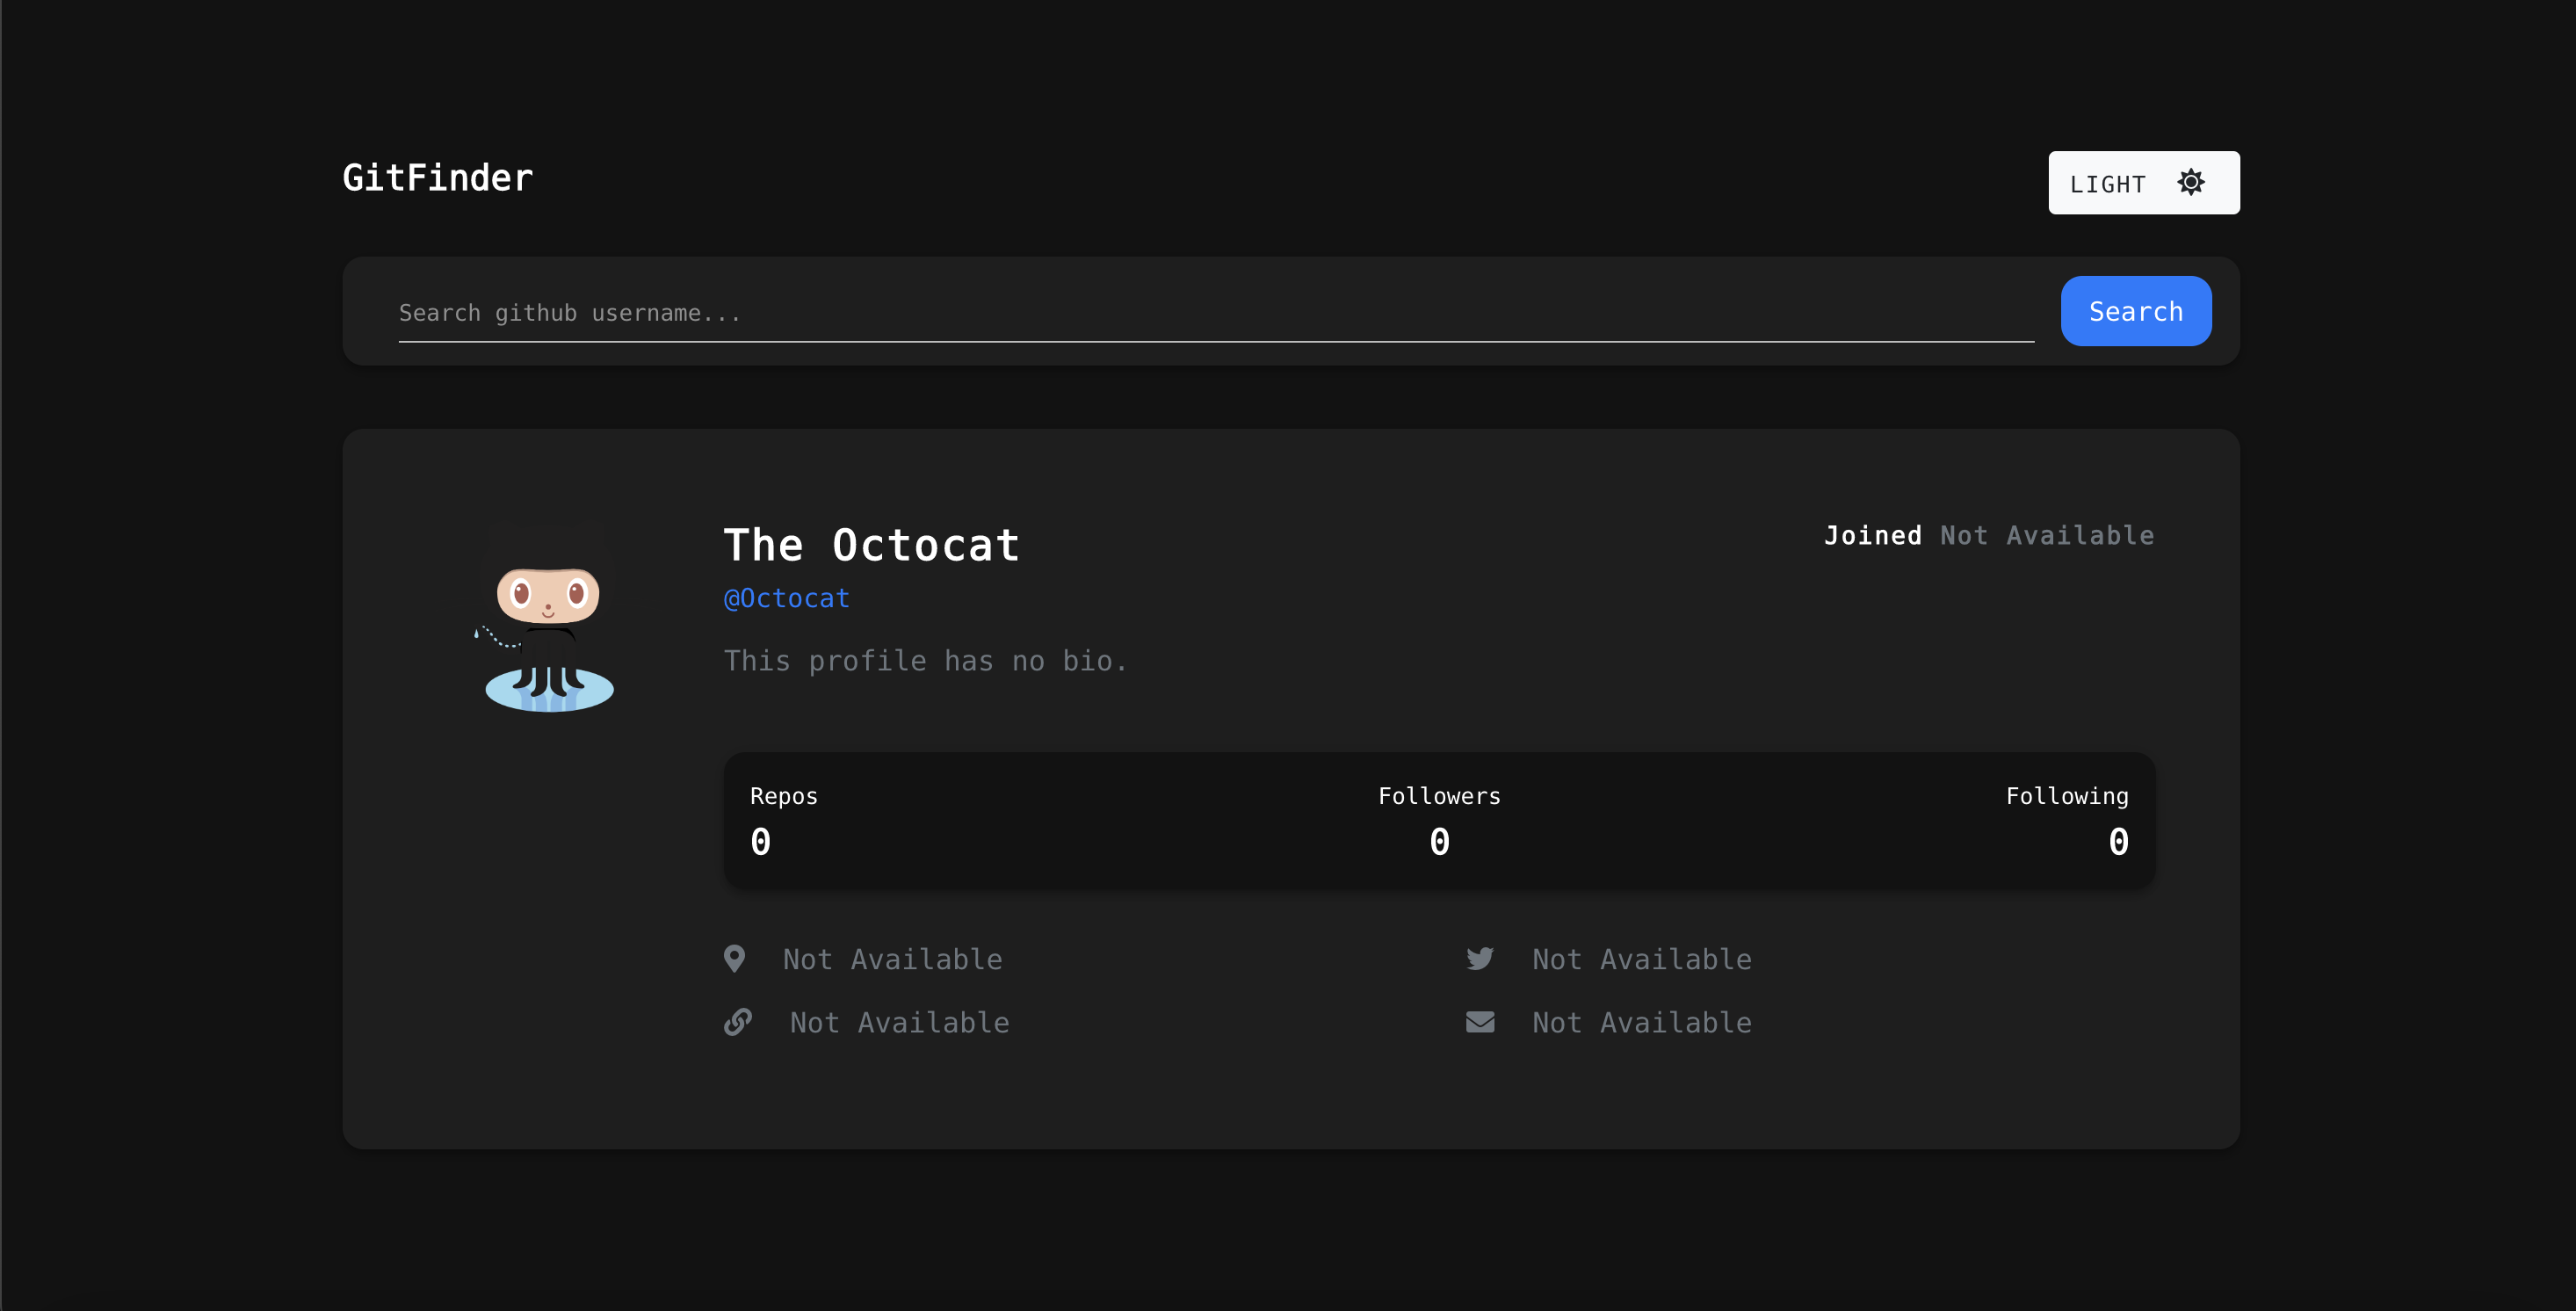 GitFinder
LIGHT
Search github username...
Search
The Octocat
Joined Not Available
@Octocat
This profile has no bio.
Repos
Followers
Following
0
0
0
Not Available
Not Available
Not Available
Not Available